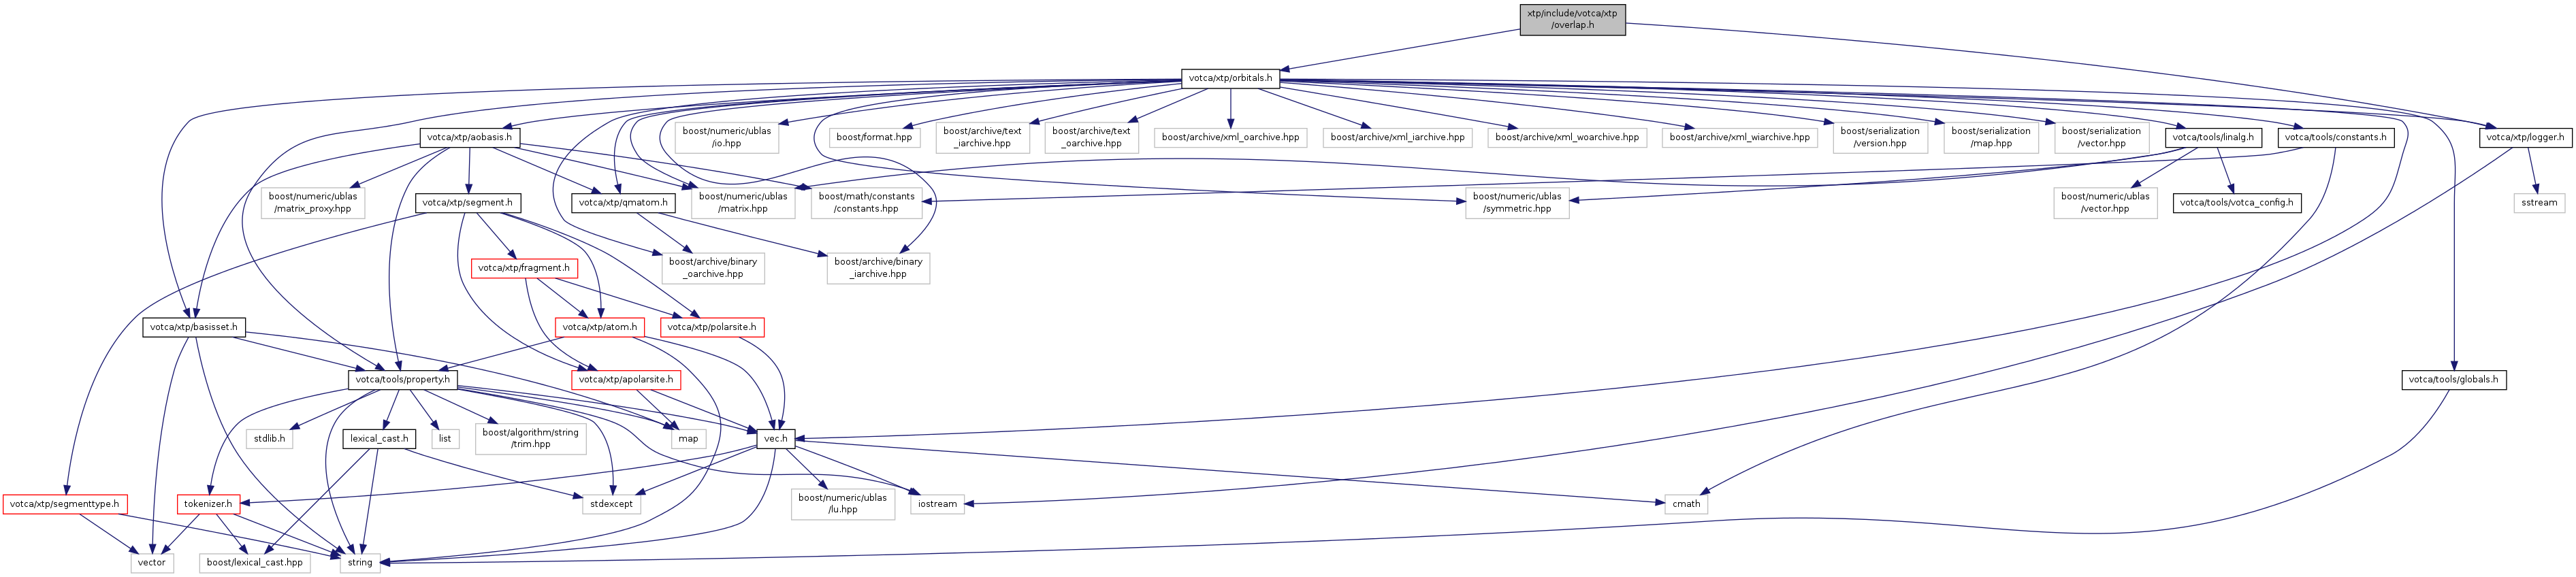 xtp/include/votca/xtp
/overlap.h
votca/xtp/orbitals.h
votca/xtp/aobasis.h
boost/numeric/ublas
/io.hpp
boost/format.hpp
boost/archive/text
_iarchive.hpp
boost/archive/text
_oarchive.hpp
boost/archive/xml_oarchive.hpp
boost/archive/xml_iarchive.hpp
boost/archive/xml_woarchive.hpp
boost/archive/xml_wiarchive.hpp
boost/serialization
/version.hpp
boost/serialization
/map.hpp
boost/serialization
/vector.hpp
votca/tools/linalg.h
votca/tools/constants.h
votca/xtp/logger.h
boost/numeric/ublas
/matrix_proxy.hpp
votca/xtp/segment.h
votca/xtp/qmatom.h
boost/numeric/ublas
/matrix.hpp
boost/math/constants
/constants.hpp
boost/numeric/ublas
/symmetric.hpp
boost/numeric/ublas
/vector.hpp
votca/tools/votca_config.h
sstream
votca/xtp/fragment.h
boost/archive/binary
_oarchive.hpp
boost/archive/binary
_iarchive.hpp
votca/xtp/basisset.h
votca/xtp/atom.h
votca/xtp/polarsite.h
votca/tools/property.h
votca/xtp/apolarsite.h
votca/tools/globals.h
stdlib.h
lexical_cast.h
list
boost/algorithm/string
/trim.hpp
map
vec.h
votca/xtp/segmenttype.h
tokenizer.h
stdexcept
boost/numeric/ublas
/lu.hpp
iostream
cmath
vector
boost/lexical_cast.hpp
string